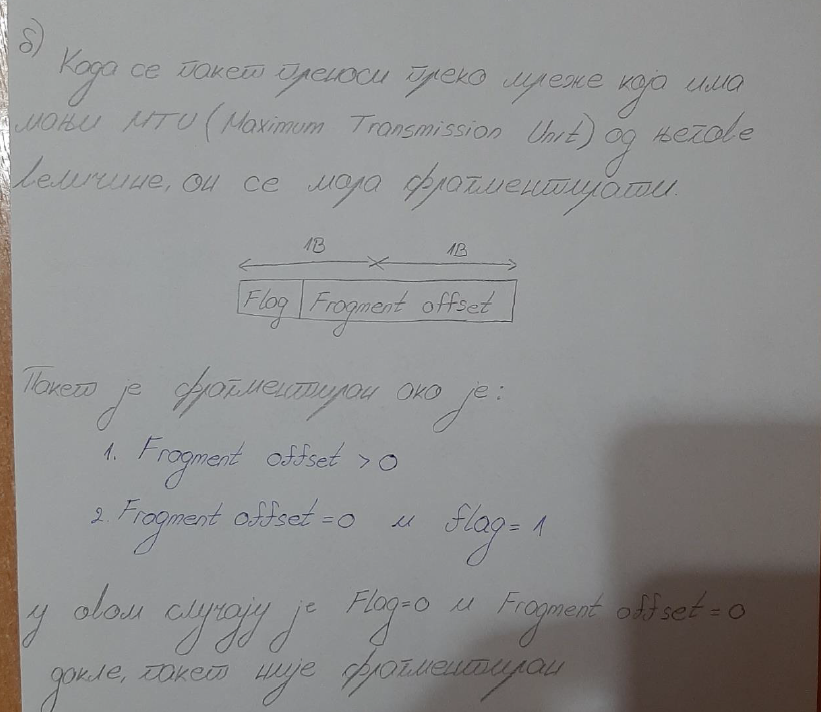 б)
Када се пакет преноси преко мреже која има
мањи MTU (Maximum Transmission Unit) од његове
величине, он се мора фрагментирати.
1B 1B
Flag Fragment offset
Пакет је фрагментиран ако је:
1. Fragment offset > 0
2. Fragment offset = 0 и flag = 1
у овом случају је Flag=0 и Fragment offset = 0
дакле, пакет није фрагментиран